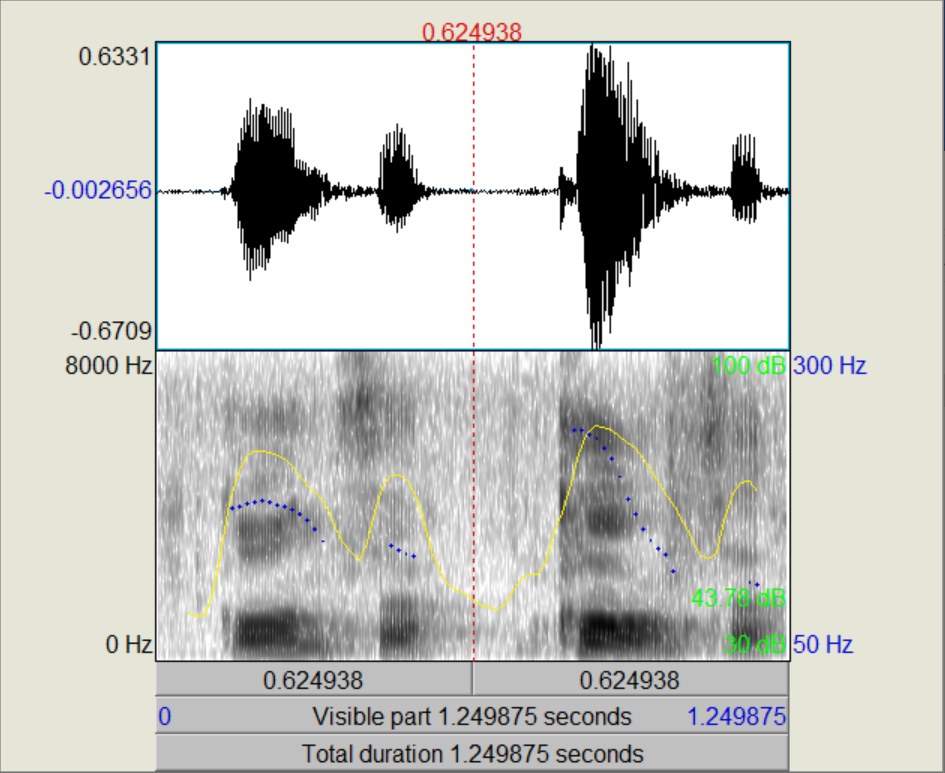 0.624938
0.6331
-0.002656
-0.6709
8000 Hz 100 dB 300 Hz
43.78 dB
0 Hz 30 dB 50 Hz
0.624938 0.624938
0 Visible part 1.249875 seconds 1.249875
Total duration 1.249875 seconds